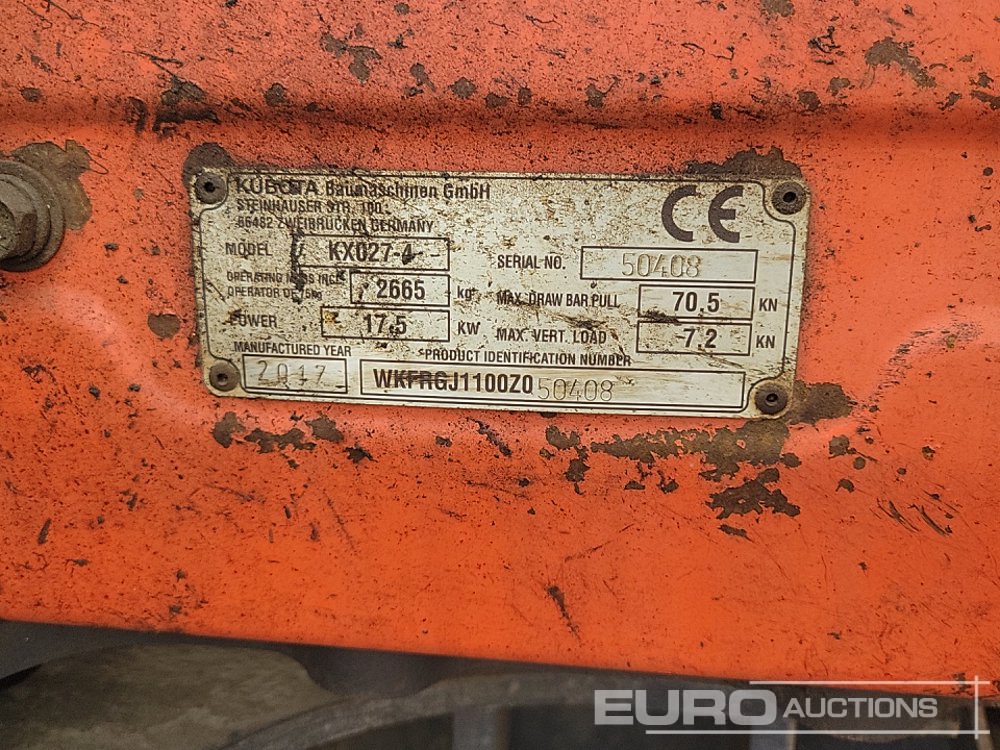 KUBOTA Baumaschinen GmbH
STEINHAUSER STR. 100
66482 ZWEIBRÜCKEN GERMANY
MODEL KX027-4
SERIAL NO. 50408
OPERATING MASS INCL.
OPERATOR OF 75kg 2665 kg
MAX. DRAW BAR PULL 70.5 KN
POWER 17.5 KW
MAX. VERT. LOAD 7.2 KN
MANUFACTURED YEAR
2017
PRODUCT IDENTIFICATION NUMBER
WKFRGJ1100Z050408
CE
EURO AUCTIONS